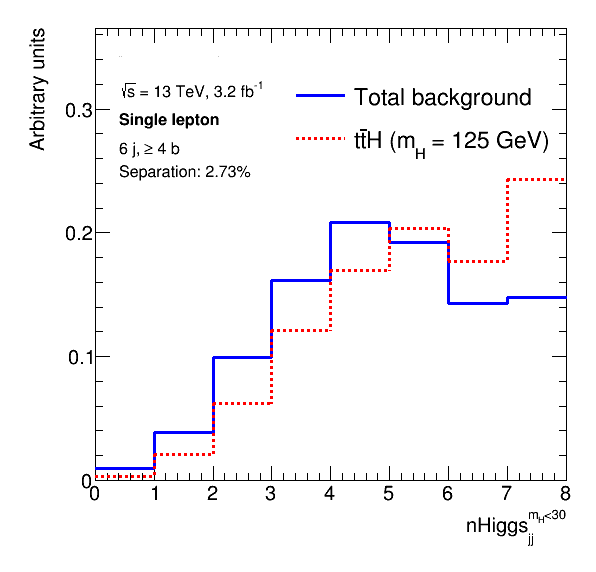 Arbitrary units
√s = 13 TeV, 3.2 fb⁻¹
Single lepton
6 j, ≥ 4 b
Separation: 2.73%
Total background
tt̄H (m_H = 125 GeV)
0.3
0.2
0.1
0
0 1 2 3 4 5 6 7 8
nHiggs_jj^{m_H<30}